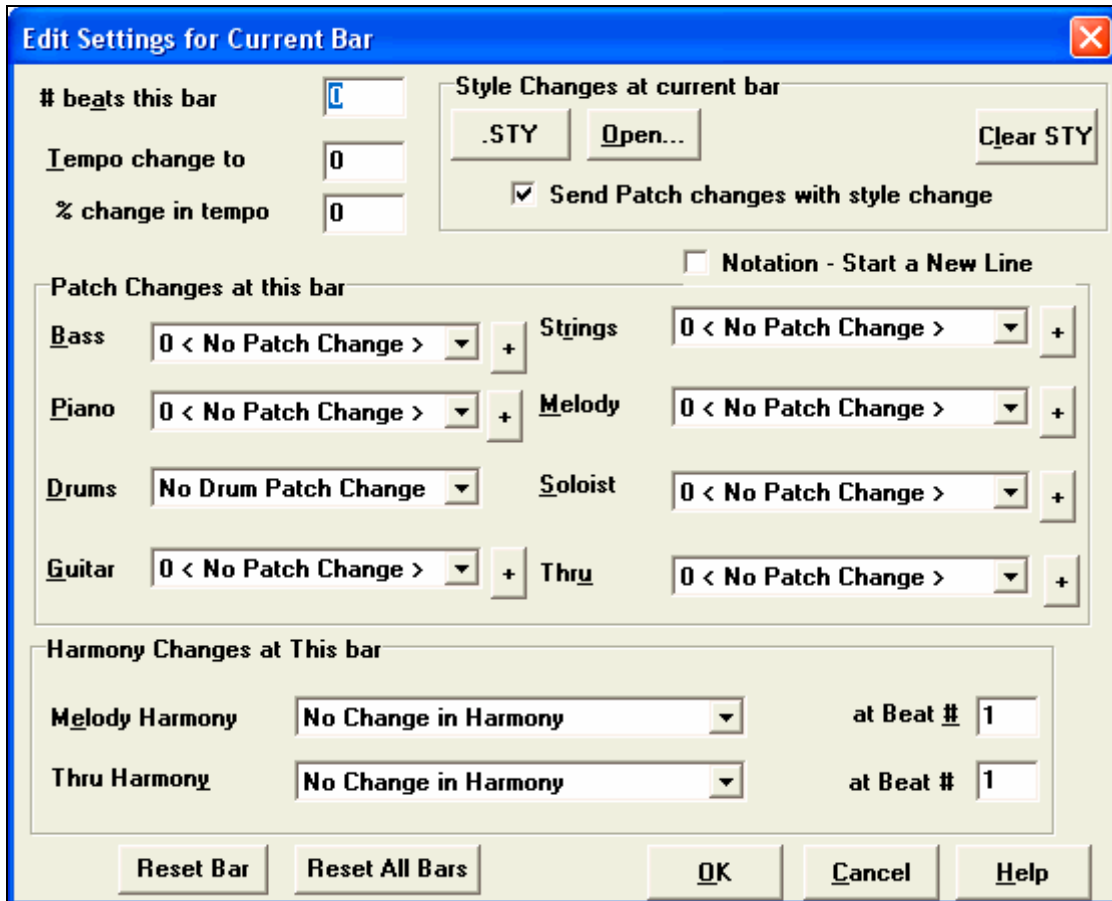 Edit Settings for Current Bar
# beats this bar 0
Tempo change to 0
% change in tempo 0
Style Changes at current bar
.STY Open... Clear STY
Send Patch changes with style change
Notation - Start a New Line
Patch Changes at this bar
Bass 0 < No Patch Change > +
Strings 0 < No Patch Change > +
Piano 0 < No Patch Change > +
Melody 0 < No Patch Change > +
Drums No Drum Patch Change
Soloist 0 < No Patch Change > +
Guitar 0 < No Patch Change > +
Thru 0 < No Patch Change > +
Harmony Changes at This bar
Melody Harmony No Change in Harmony at Beat # 1
Thru Harmony No Change in Harmony at Beat # 1
Reset Bar Reset All Bars OK Cancel Help